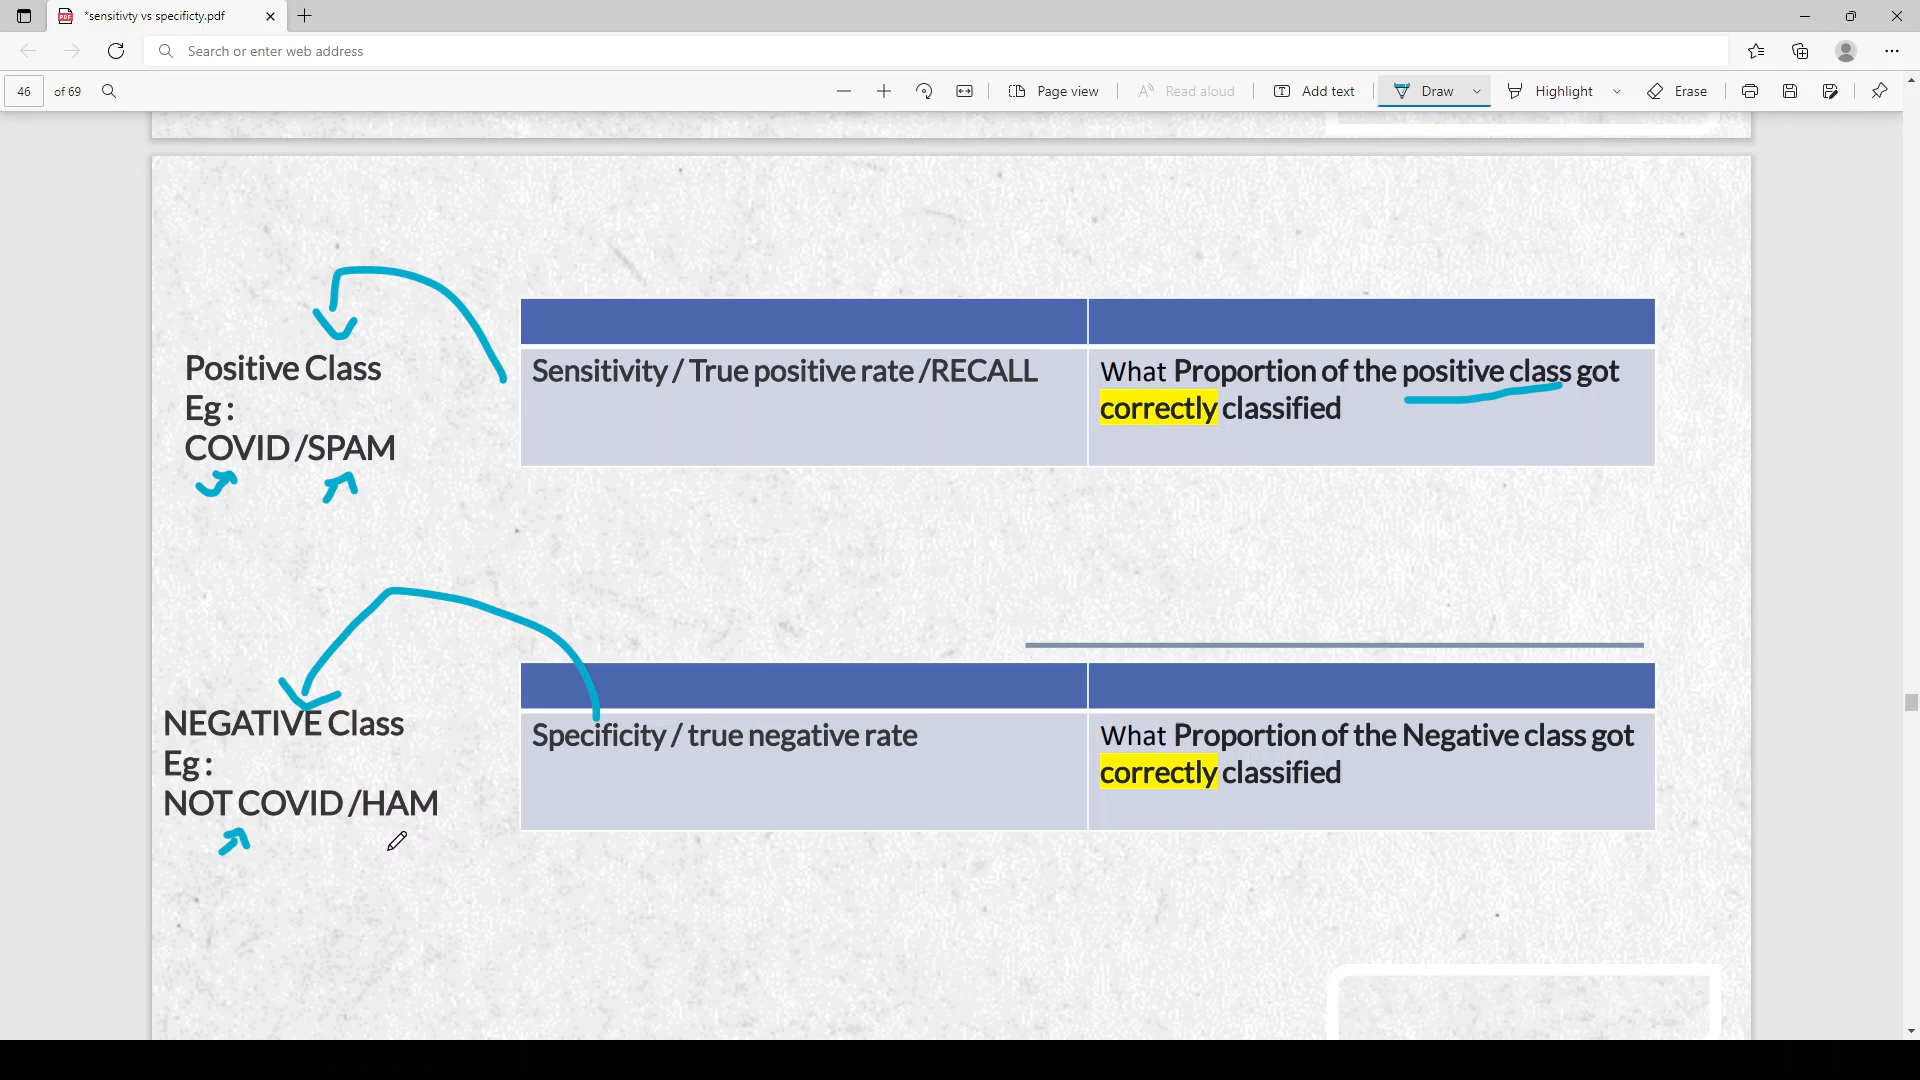 *sensitivty vs specificty.pdf
Search or enter web address
46 of 69
Page view
Read aloud
Add text
Draw
Highlight
Erase
Positive Class
Eg :
COVID /SPAM
Sensitivity / True positive rate /RECALL
What Proportion of the positive class got
correctly classified
NEGATIVE Class
Eg :
NOT COVID /HAM
Specificity / true negative rate
What Proportion of the Negative class got
correctly classified